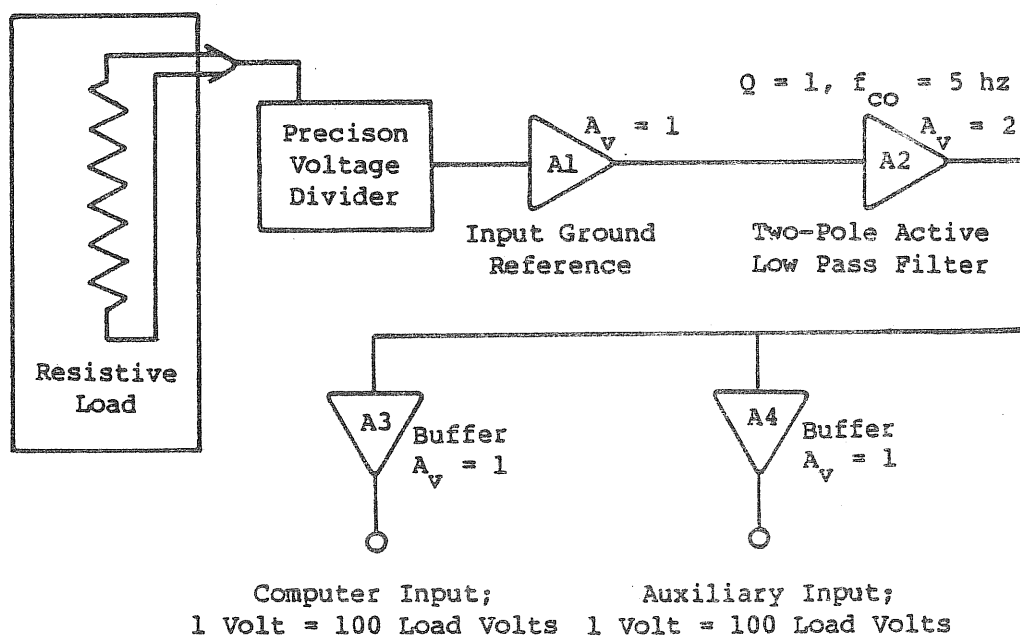 Q = 1, f_co = 5 hz
A_v = 1
A_v = 2
Precison
Voltage
Divider
A1
A2
Input Ground
Reference
Two-Pole Active
Low Pass Filter
Resistive
Load
A3
Buffer
A_v = 1
A4
Buffer
A_v = 1
Computer Input;
1 Volt = 100 Load Volts
Auxiliary Input;
1 Volt = 100 Load Volts